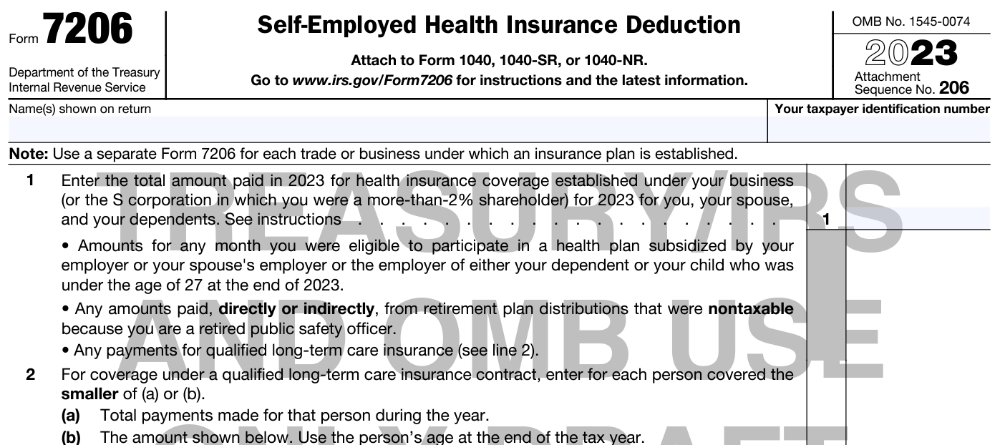 Form 7206
Department of the Treasury
Internal Revenue Service
Self-Employed Health Insurance Deduction
Attach to Form 1040, 1040-SR, or 1040-NR.
Go to www.irs.gov/Form7206 for instructions and the latest information.
OMB No. 1545-0074
2023
Attachment
Sequence No. 206
Name(s) shown on return
Your taxpayer identification number
Note: Use a separate Form 7206 for each trade or business under which an insurance plan is established.
TREASURY/IRS
1 Enter the total amount paid in 2023 for health insurance coverage established under your business
(or the S corporation in which you were a more-than-2% shareholder) for 2023 for you, your spouse,
and your dependents. See instructions . . . . . . . . . . . . . . . . . . . . 1
• Amounts for any month you were eligible to participate in a health plan subsidized by your
employer or your spouse's employer or the employer of either your dependent or your child who was
under the age of 27 at the end of 2023.
AND OMB USE
• Any amounts paid, directly or indirectly, from retirement plan distributions that were nontaxable
because you are a retired public safety officer.
• Any payments for qualified long-term care insurance (see line 2).
2 For coverage under a qualified long-term care insurance contract, enter for each person covered the
smaller of (a) or (b).
(a) Total payments made for that person during the year.
(b) The amount shown below. Use the person’s age at the end of the tax year.
ONLY DRAFT